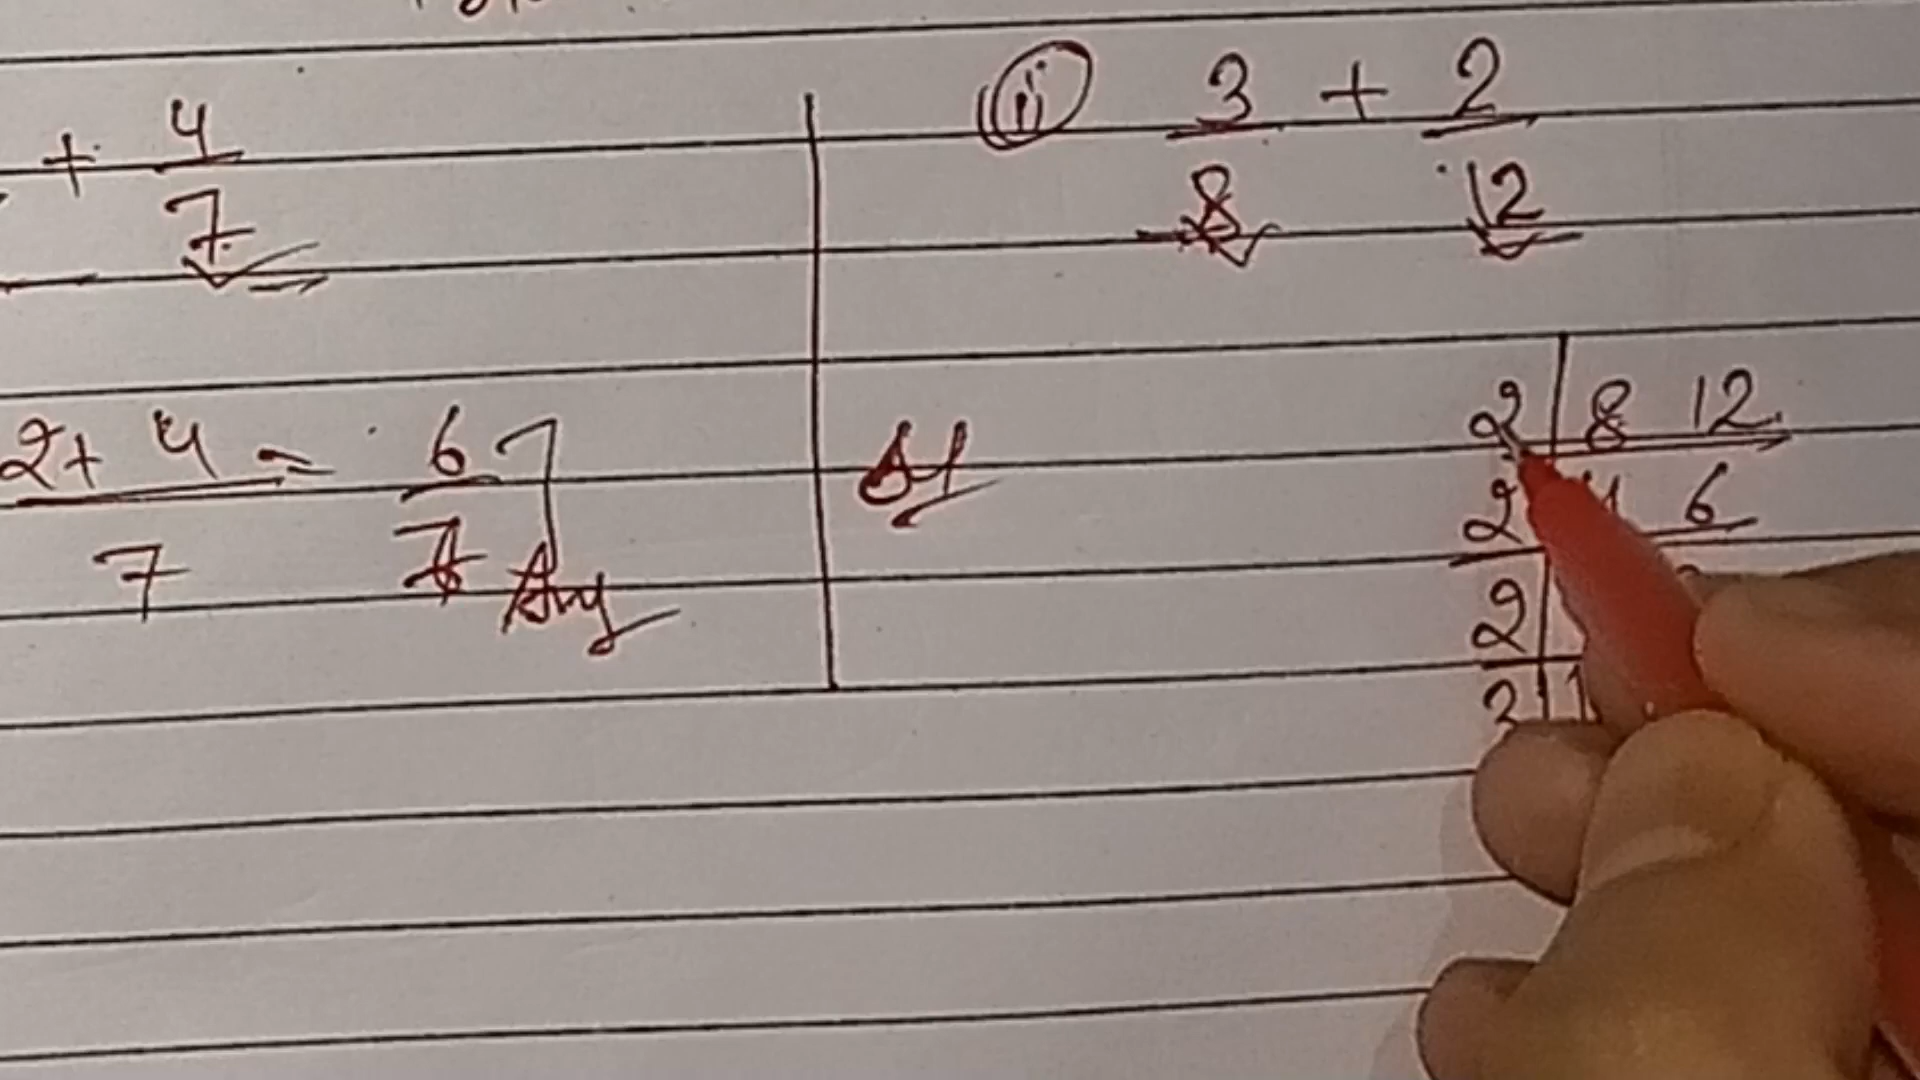 + 4/7
2+4/7 = 6/7 Ans
(ii) 3/8 + 2/12
Sol
2 | 8 12
2 | 4 6
2
3 | 1